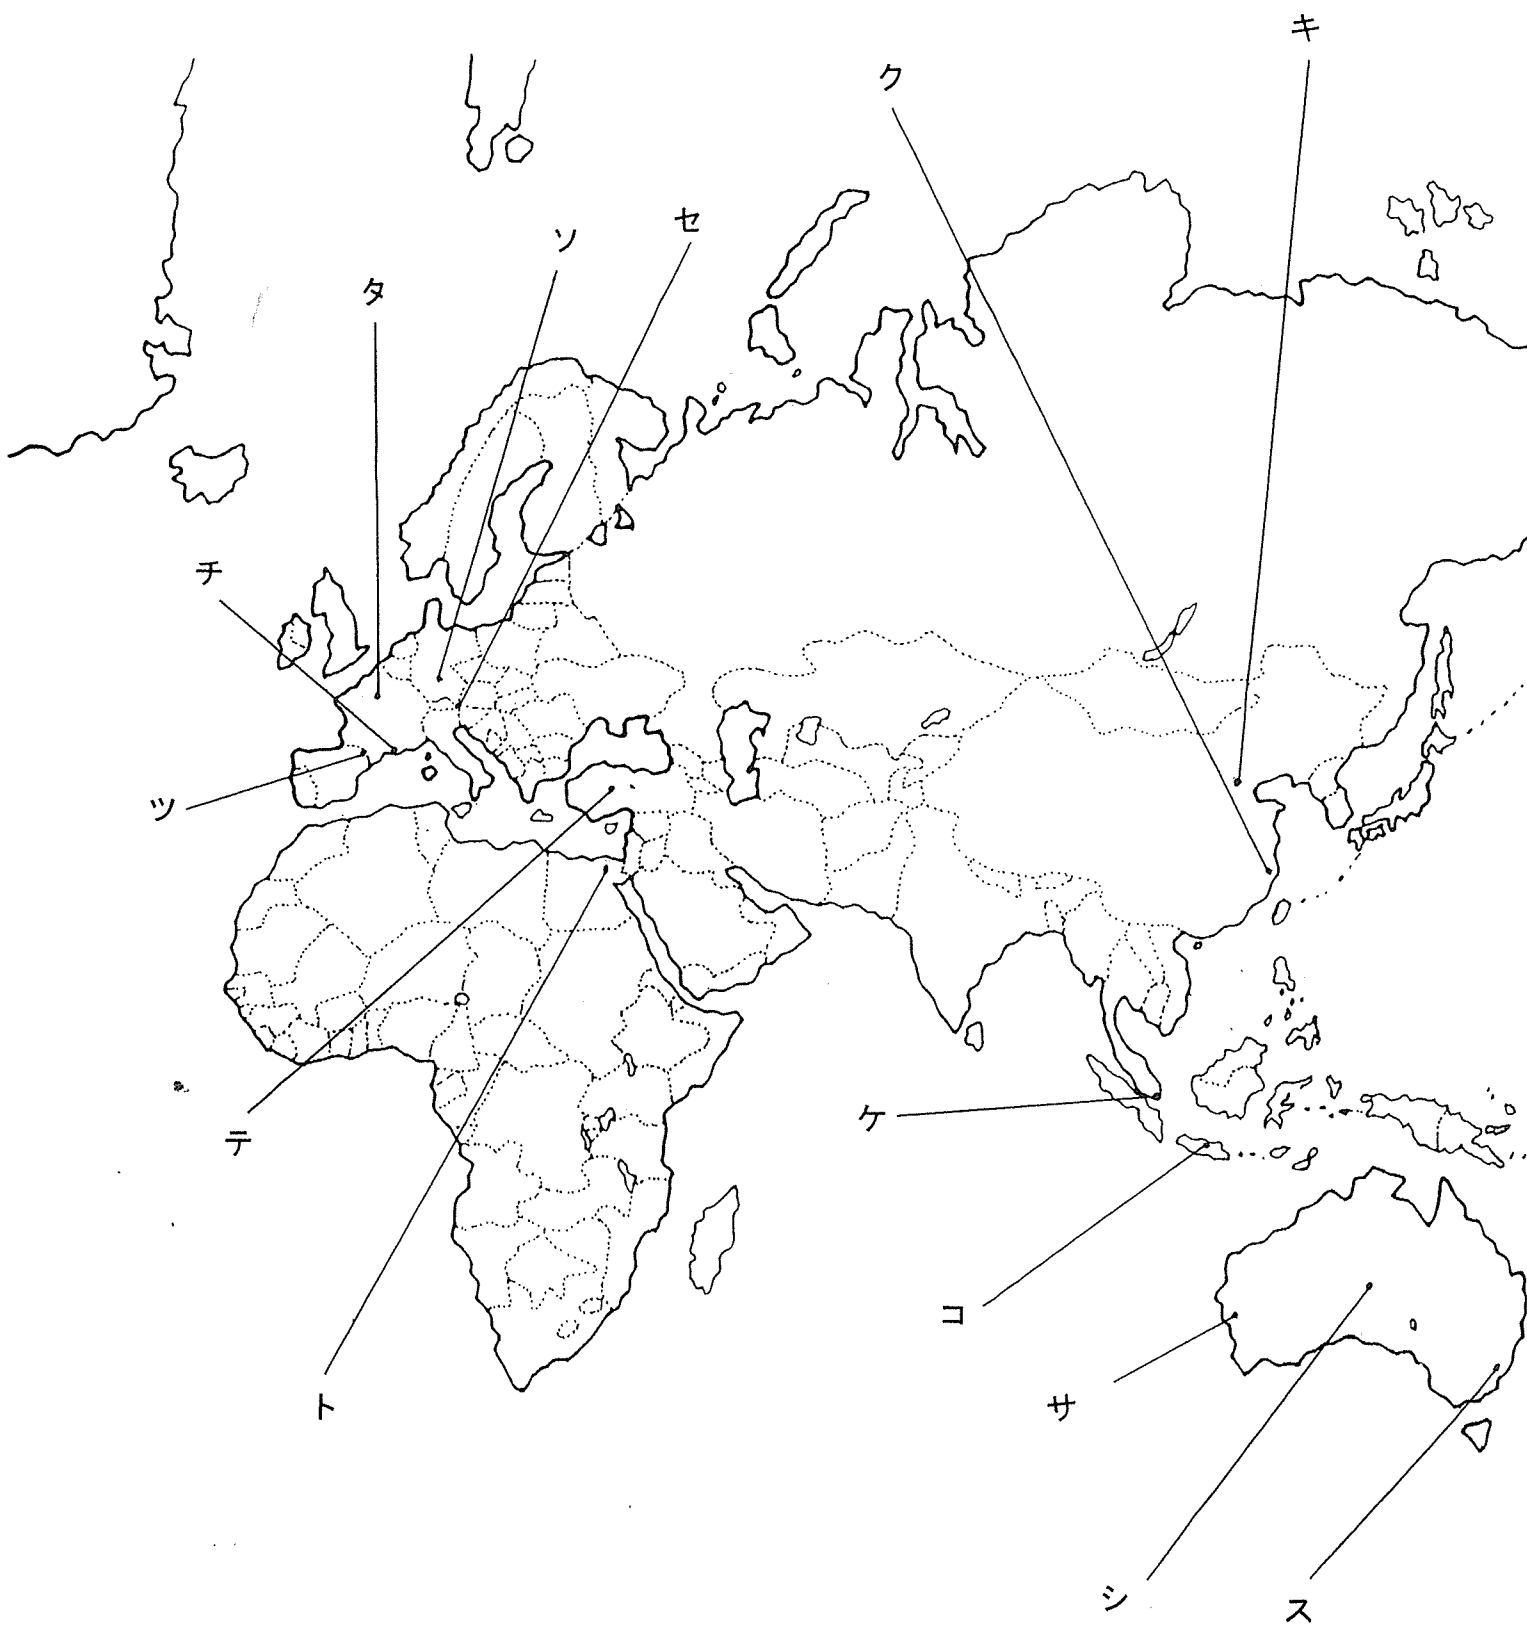 キ
ク
セ
ソ
タ
チ
ツ
テ
ト
ケ
コ
サ
シ
ス